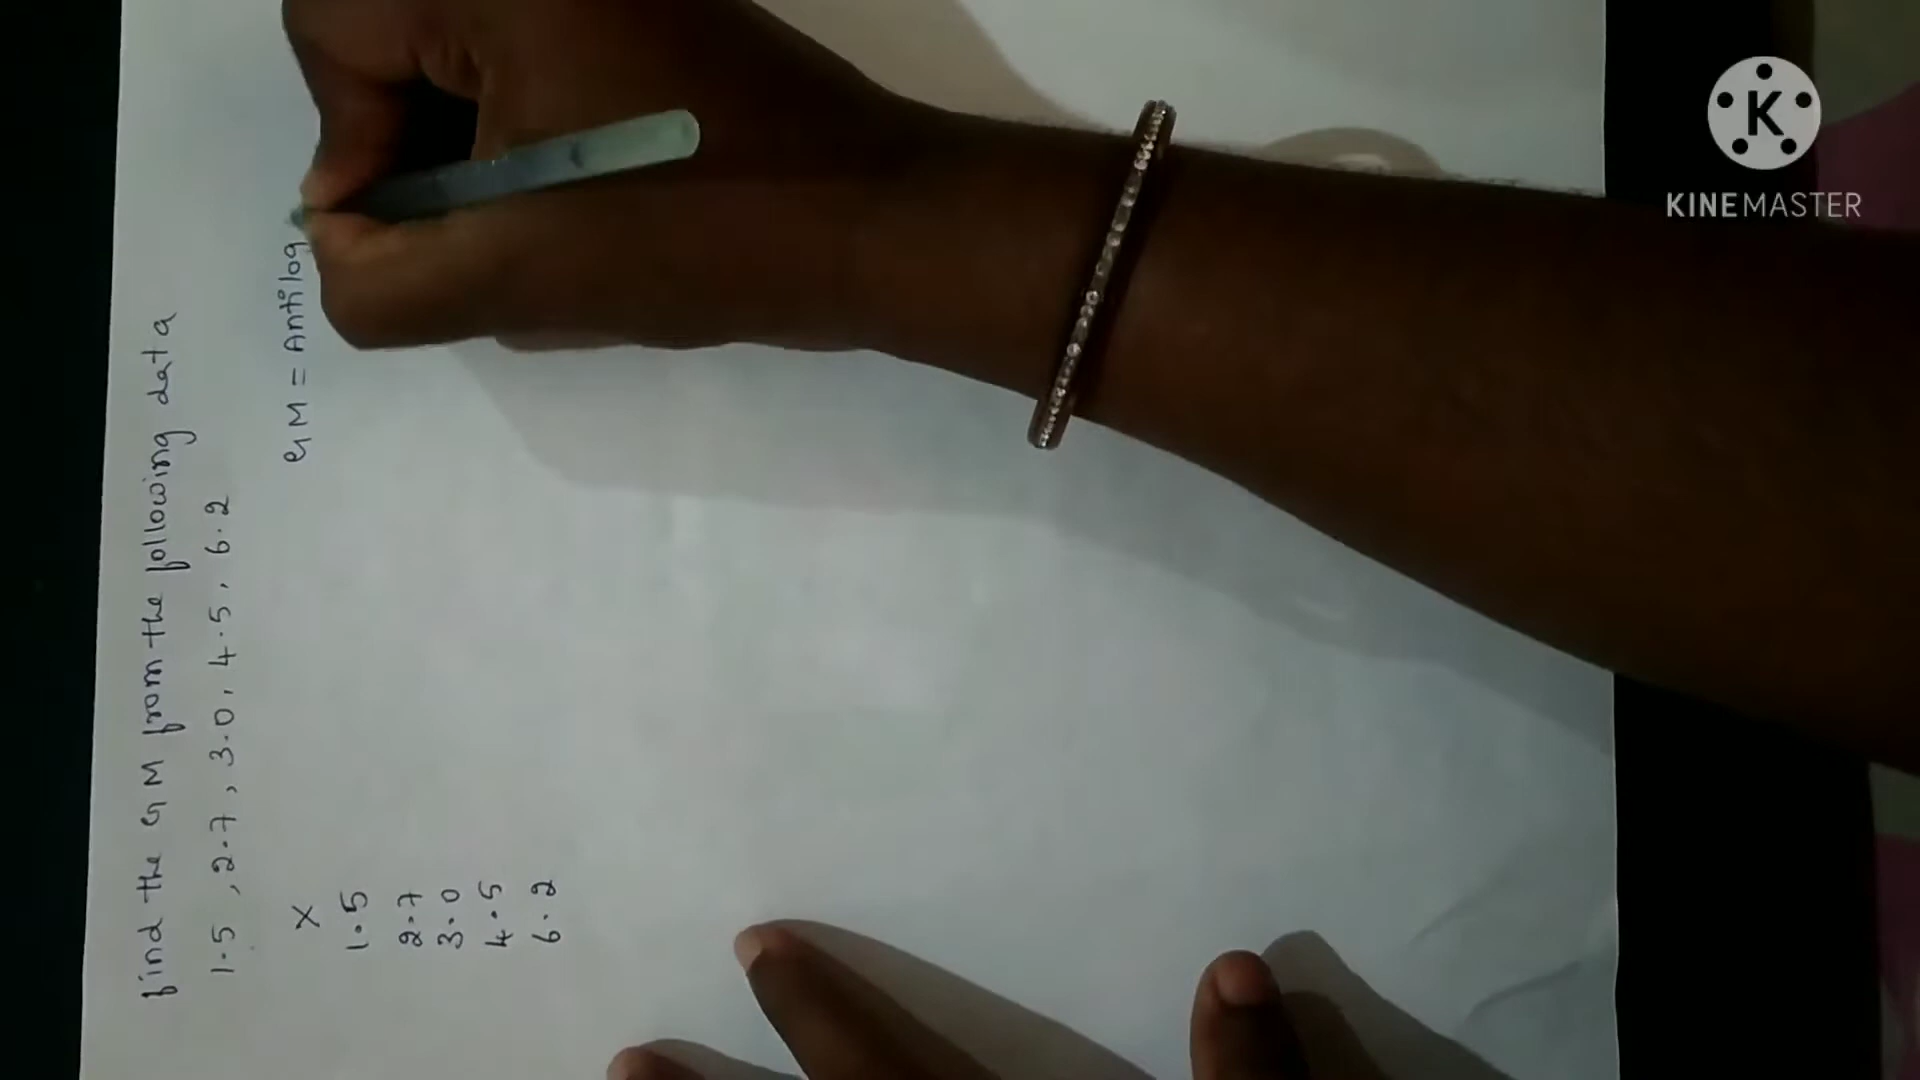 find the GM from the following data
1.5, 2.7, 3.0, 4.5, 6.2
X
1.5
2.7
3.0
4.5
6.2
GM = Antilog
K
KINEMASTER